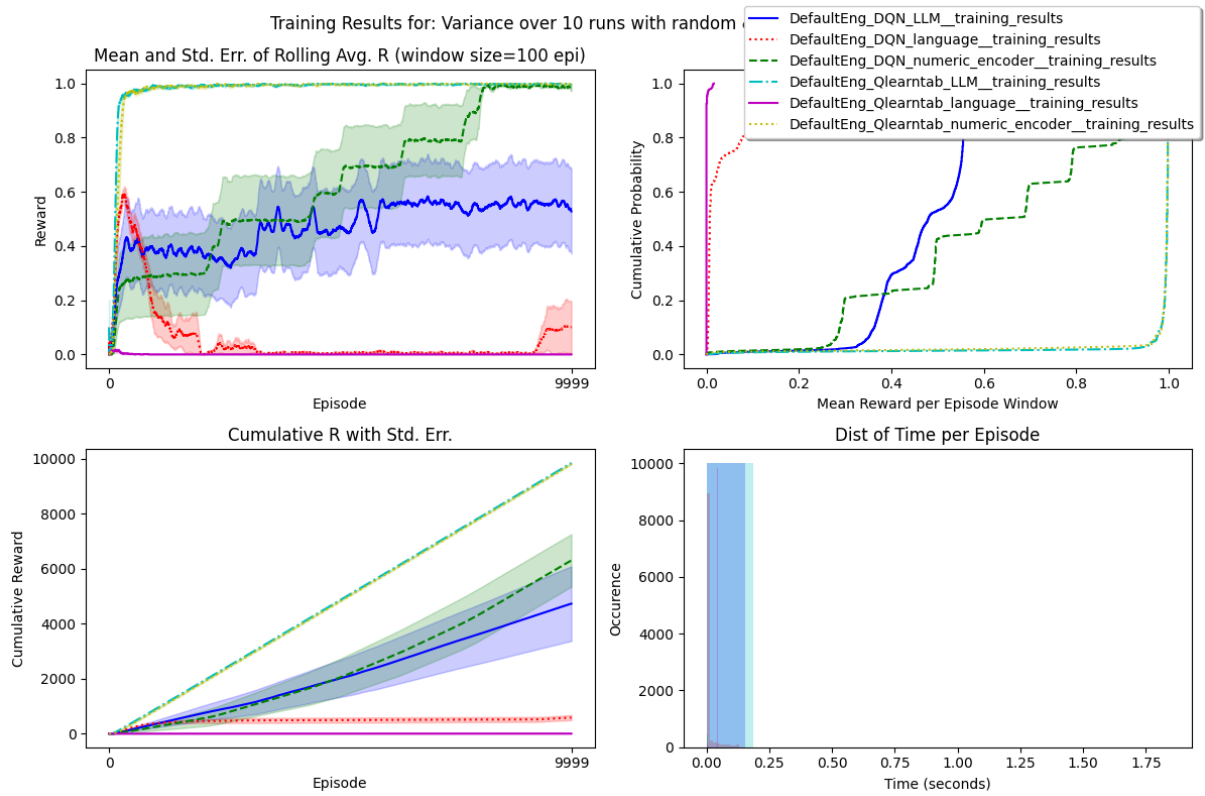 Training Results for: Variance over 10 runs with random
DefaultEng_DQN_LLM__training_results
DefaultEng_DQN_language__training_results
DefaultEng_DQN_numeric_encoder__training_results
DefaultEng_Qlearntab_LLM__training_results
DefaultEng_Qlearntab_language__training_results
DefaultEng_Qlearntab_numeric_encoder__training_results
Mean and Std. Err. of Rolling Avg. R (window size=100 epi)
1.0
0.8
0.6
0.4
0.2
0.0
Reward
0
9999
Episode
1.0
0.8
0.6
0.4
0.2
0.0
Cumulative Probability
0.0
0.2
0.4
0.6
0.8
1.0
Mean Reward per Episode Window
Cumulative R with Std. Err.
10000
8000
6000
4000
2000
0
Cumulative Reward
0
9999
Episode
Dist of Time per Episode
10000
8000
6000
4000
2000
0
Occurence
0.00
0.25
0.50
0.75
1.00
1.25
1.50
1.75
Time (seconds)